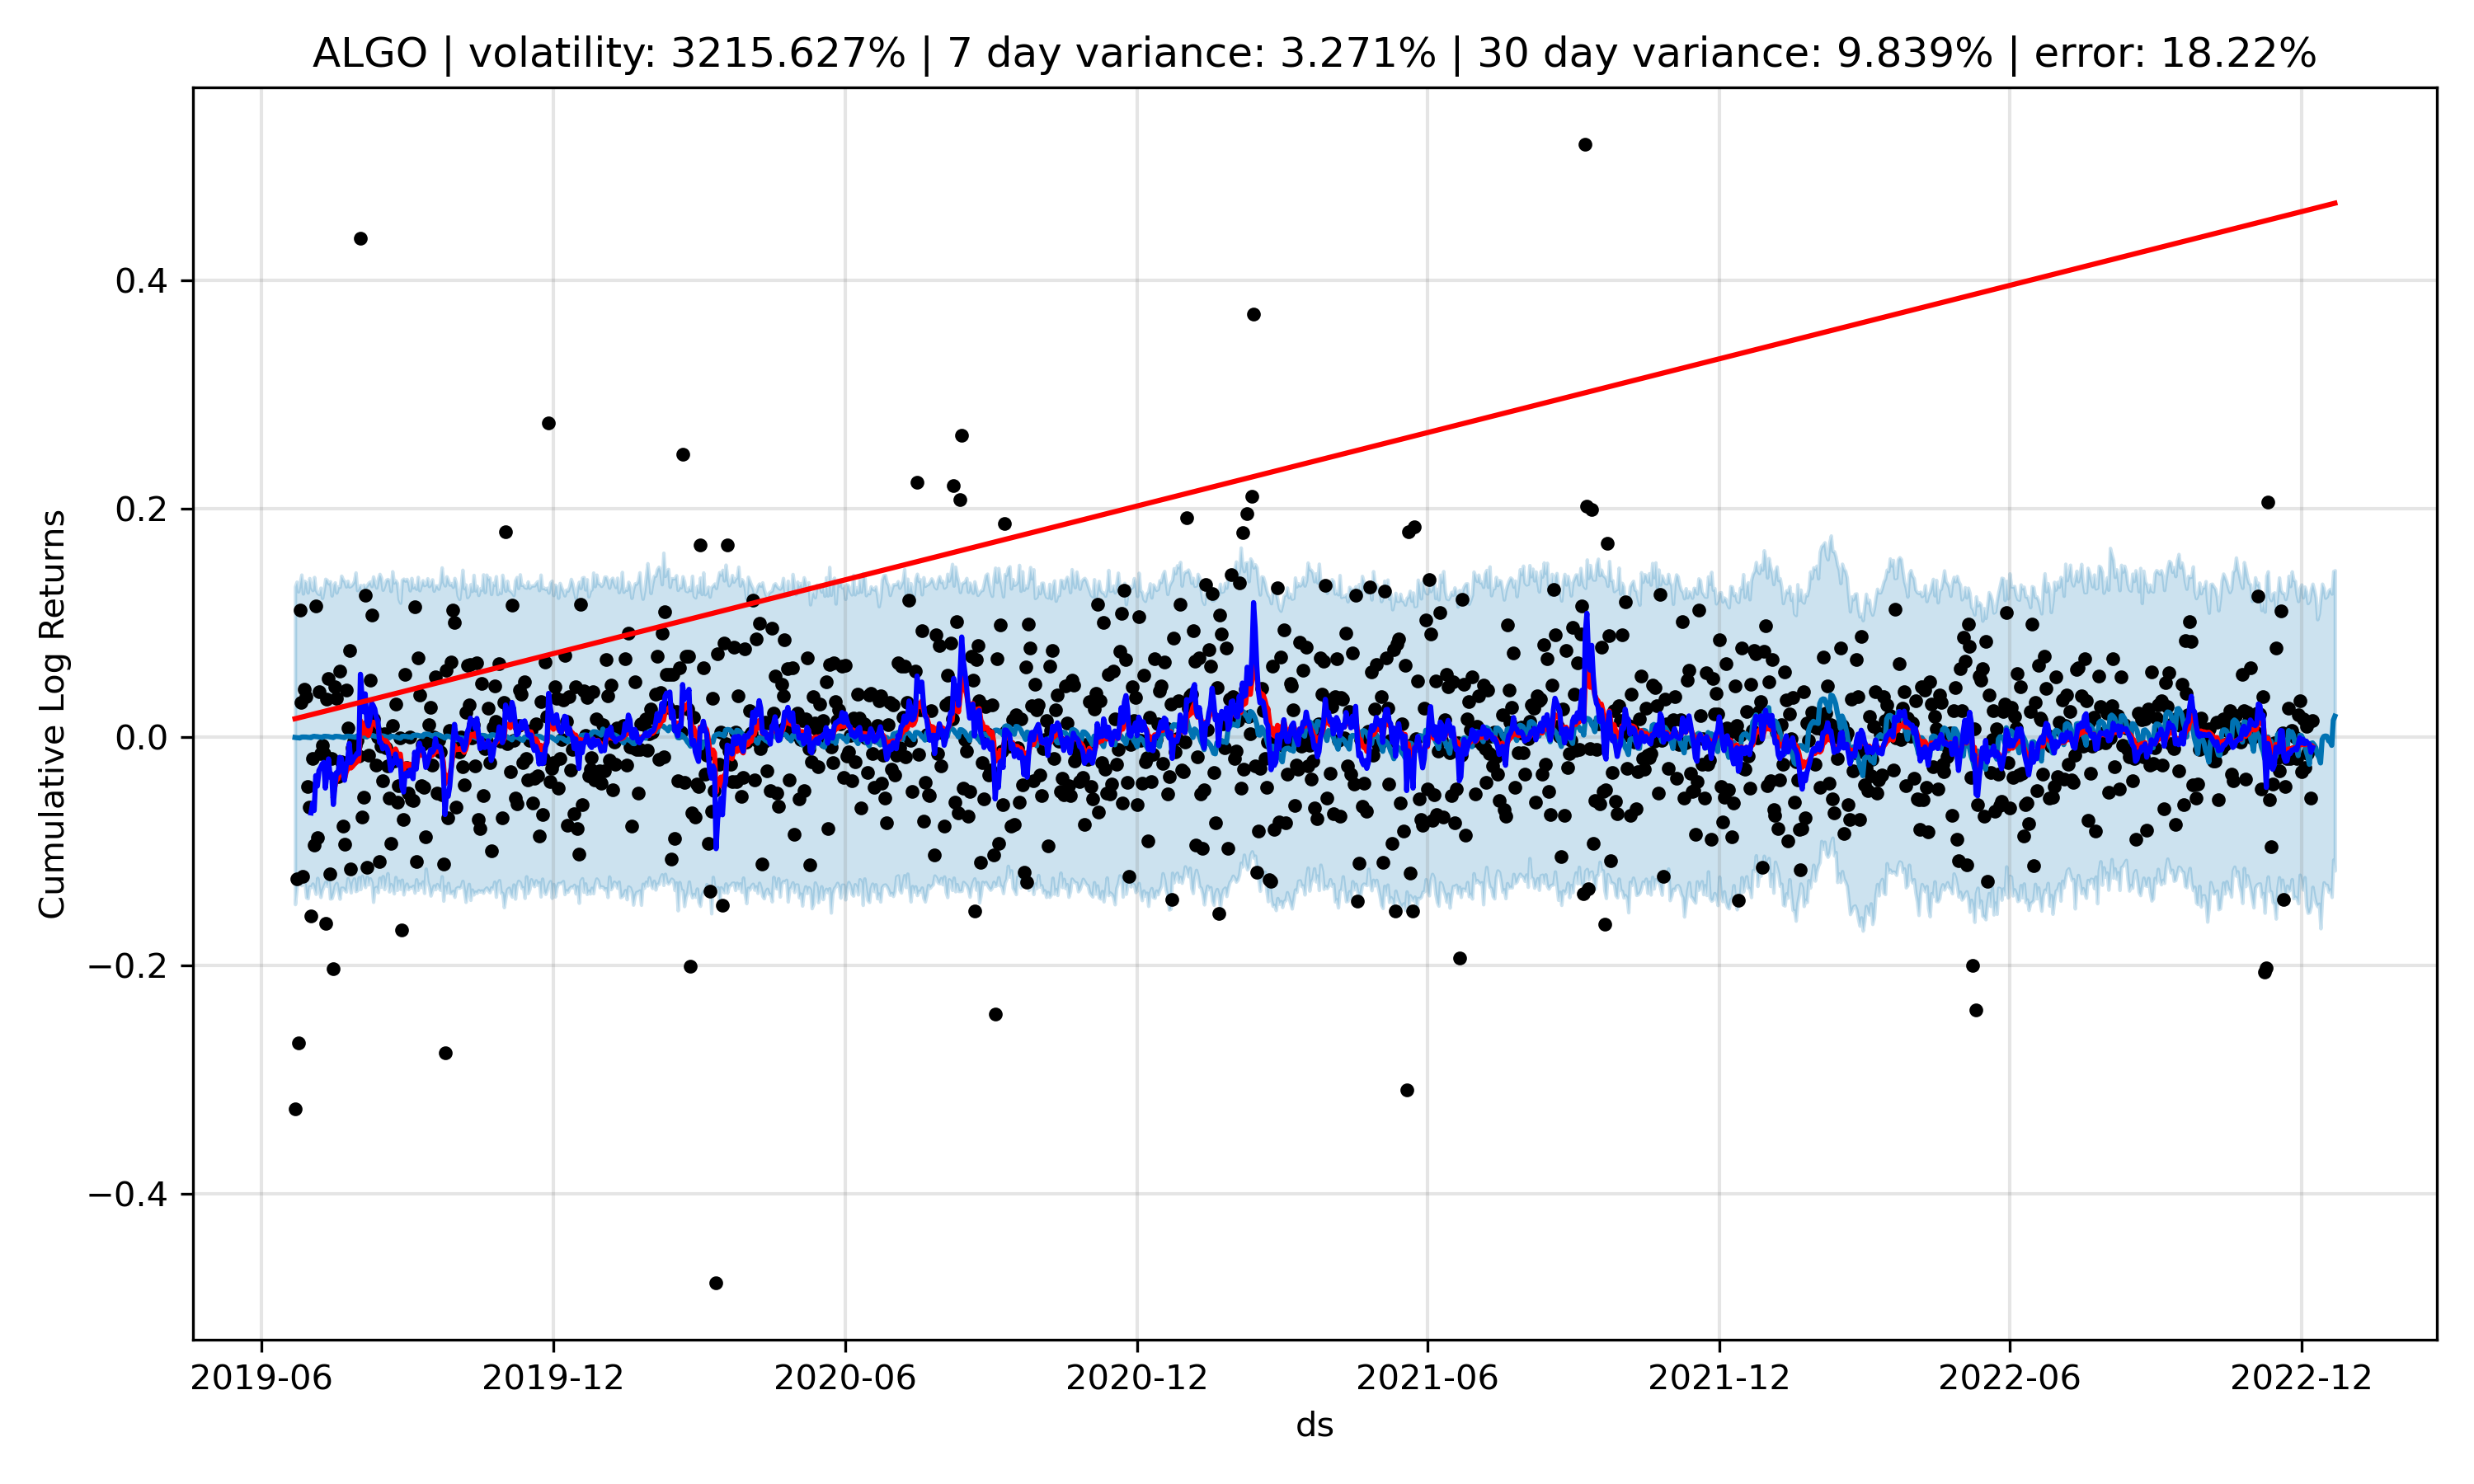 ALGO | volatility: 3215.627% | 7 day variance: 3.271% | 30 day variance: 9.839% | error: 18.22%
Cumulative Log Returns
0.4
0.2
0.0
−0.2
−0.4
2019-06 2019-12 2020-06 2020-12 2021-06 2021-12 2022-06 2022-12
ds